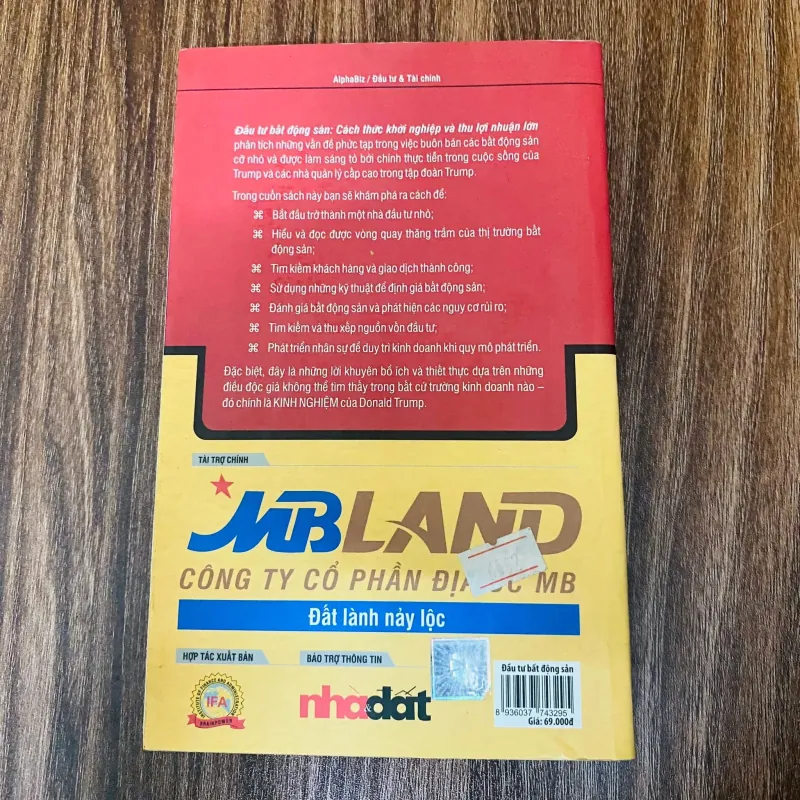 AlphaBiz / Đầu tư & Tài chính
Đầu tư bất động sản: Cách thức khởi nghiệp và thu lợi nhuận lớn
phân tích những vấn đề phức tạp trong việc buôn bán các bất động sản
cỡ nhỏ và được làm sáng tỏ bởi chính thực tiễn trong cuộc sống của
Trump và các nhà quản lý cấp cao trong tập đoàn Trump.
Trong cuốn sách này bạn sẽ khám phá ra cách để:
⌘ Bắt đầu trở thành một nhà đầu tư nhỏ;
⌘ Hiểu và đọc được vòng quay thăng trầm của thị trường bất
động sản;
⌘ Tìm kiếm khách hàng và giao dịch thành công;
⌘ Sử dụng những kỹ thuật để định giá bất động sản;
⌘ Đánh giá bất động sản và phát hiện các nguy cơ rủi ro;
⌘ Tìm kiếm và thu xếp nguồn vốn đầu tư;
⌘ Phát triển nhân sự để duy trì kinh doanh khi quy mô phát triển.
Đặc biệt, đây là những lời khuyên bổ ích và thiết thực dựa trên những
điều độc giả không thể tìm thấy trong bất cứ trường kinh doanh nào –
đó chính là KINH NGHIỆM của Donald Trump.
TÀI TRỢ CHÍNH
MBLAND
CÔNG TY CỔ PHẦN ĐỊA ỐC MB
Đất lành nảy lộc
HỢP TÁC XUẤT BẢN
BẢO TRỢ THÔNG TIN
INSTITUTE OF FINANCE AND ADMINISTRATION
IFA
BRAINPOWER
nhà&đất
Đầu tư bất động sản
8 936037 743295
Giá: 69.000đ